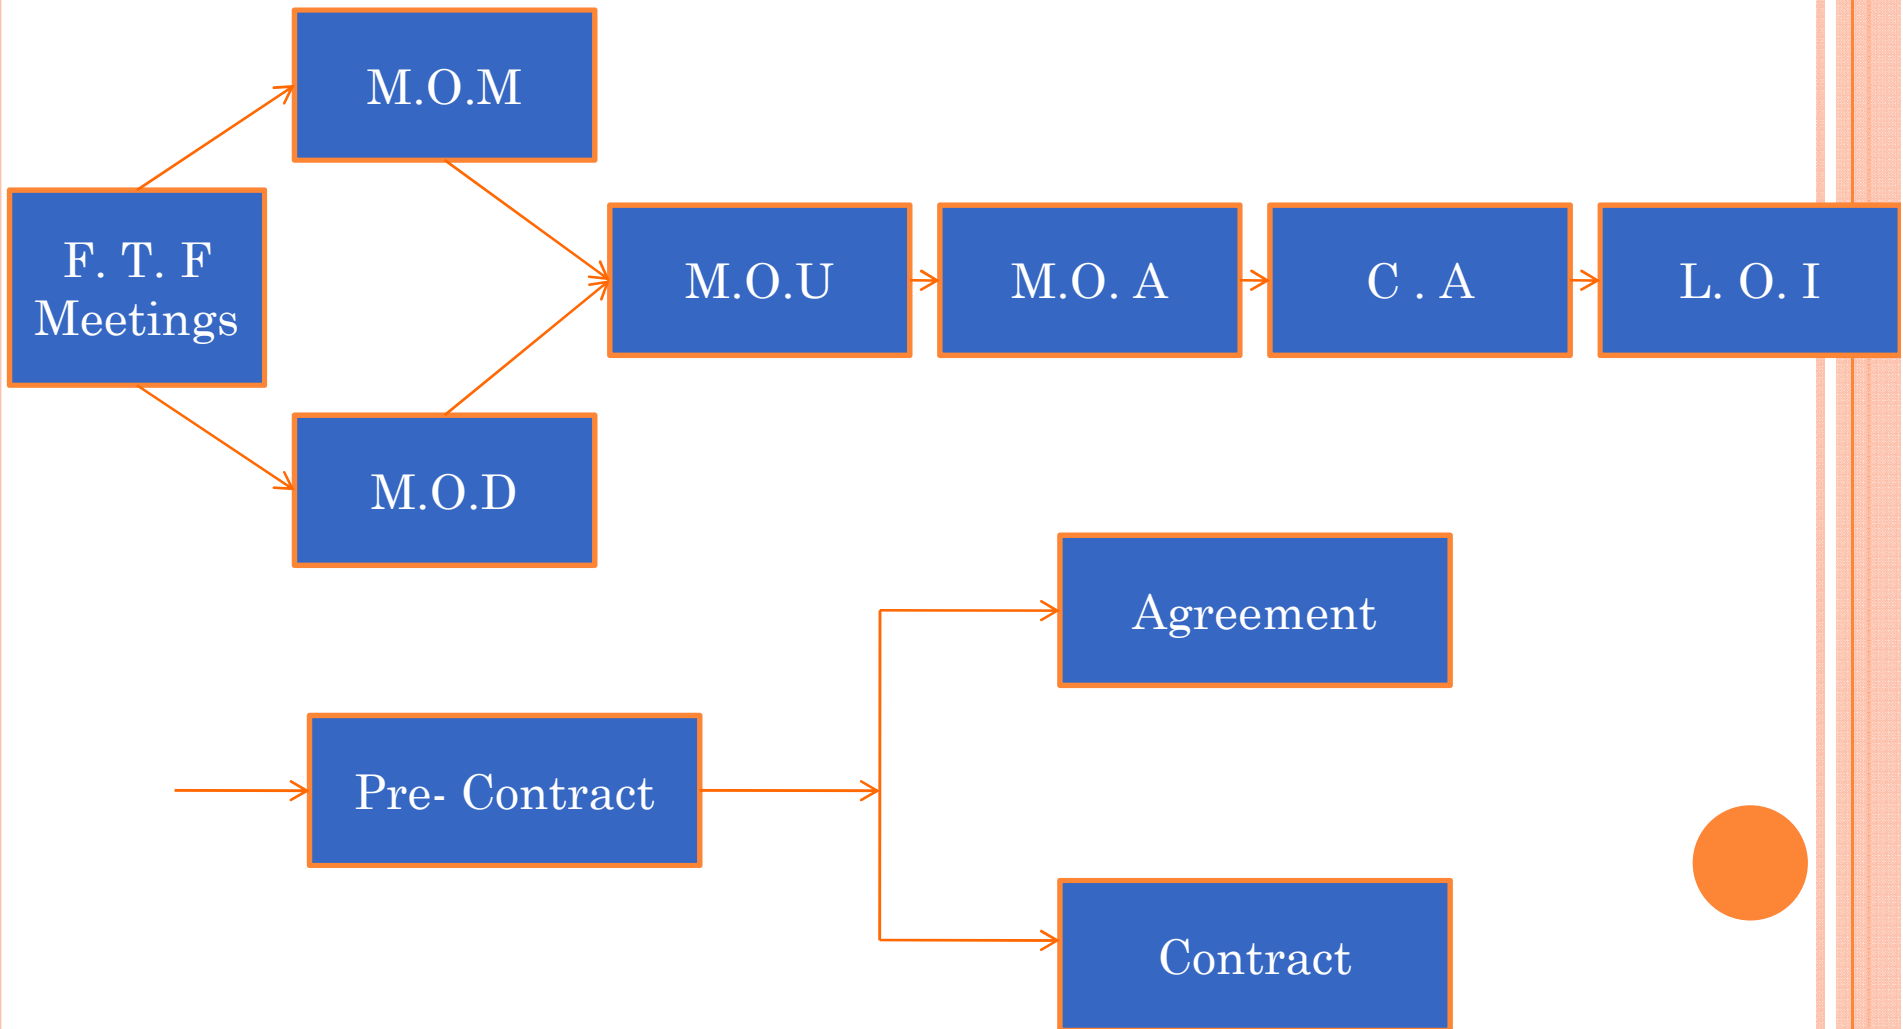 M.O.M
F. T. F
Meetings
M.O.U
M.O. A
C . A
L. O. I
M.O.D
Agreement
Pre- Contract
Contract